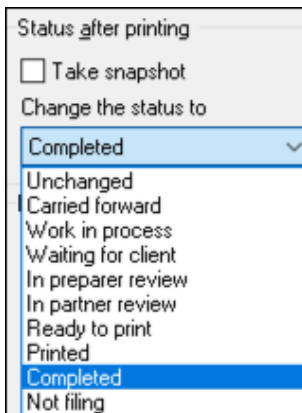 Status after printing
Take snapshot
Change the status to
Completed
Unchanged
Carried forward
Work in process
Waiting for client
In preparer review
In partner review
Ready to print
Printed
Completed
Not filing